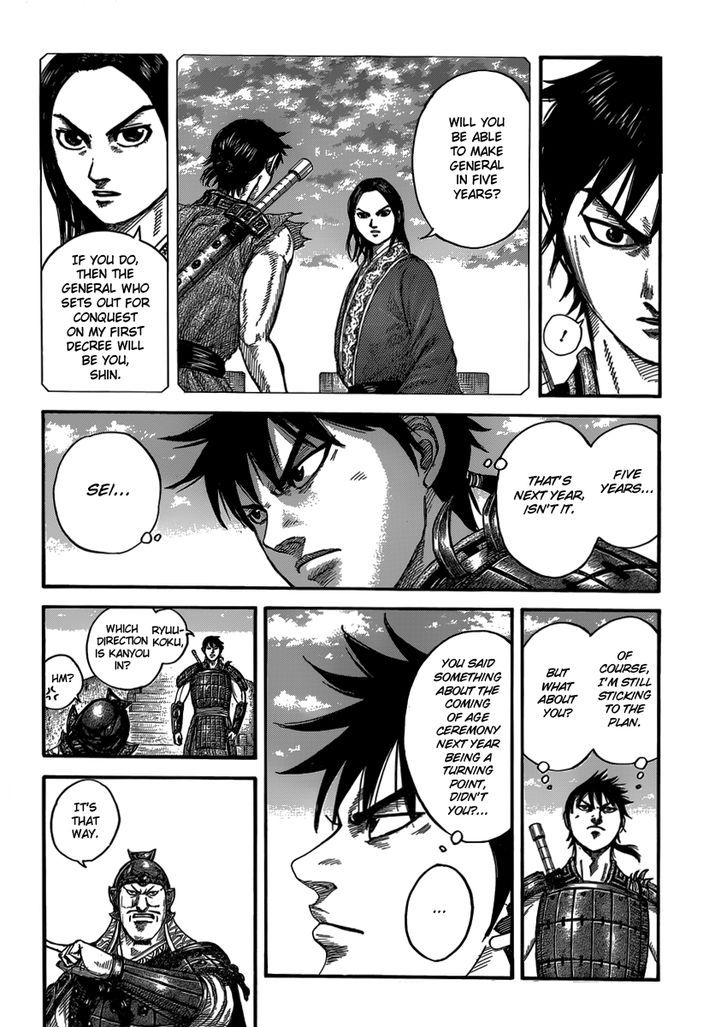 !
WILL YOU
BE ABLE
TO MAKE
GENERAL
IN FIVE
YEARS?
IF YOU DO,
THEN THE
GENERAL WHO
SETS OUT FOR
CONQUEST
ON MY FIRST
DECREE WILL
BE YOU,
SHIN.
FIVE
YEARS...
THAT'S
NEXT YEAR,
ISN'T IT.
SEI...
OF
COURSE,
I'M STILL
STICKING
TO THE
PLAN.
BUT
WHAT
ABOUT
YOU?
YOU SAID
SOMETHING
ABOUT THE
COMING
OF AGE
CEREMONY
NEXT YEAR
BEING A
TURNING
POINT,
DIDN'T
YOU?...
...
RYUU-
KOKU,
WHICH
DIRECTION
IS KANYOU
IN?
HM?
IT'S
THAT
WAY.